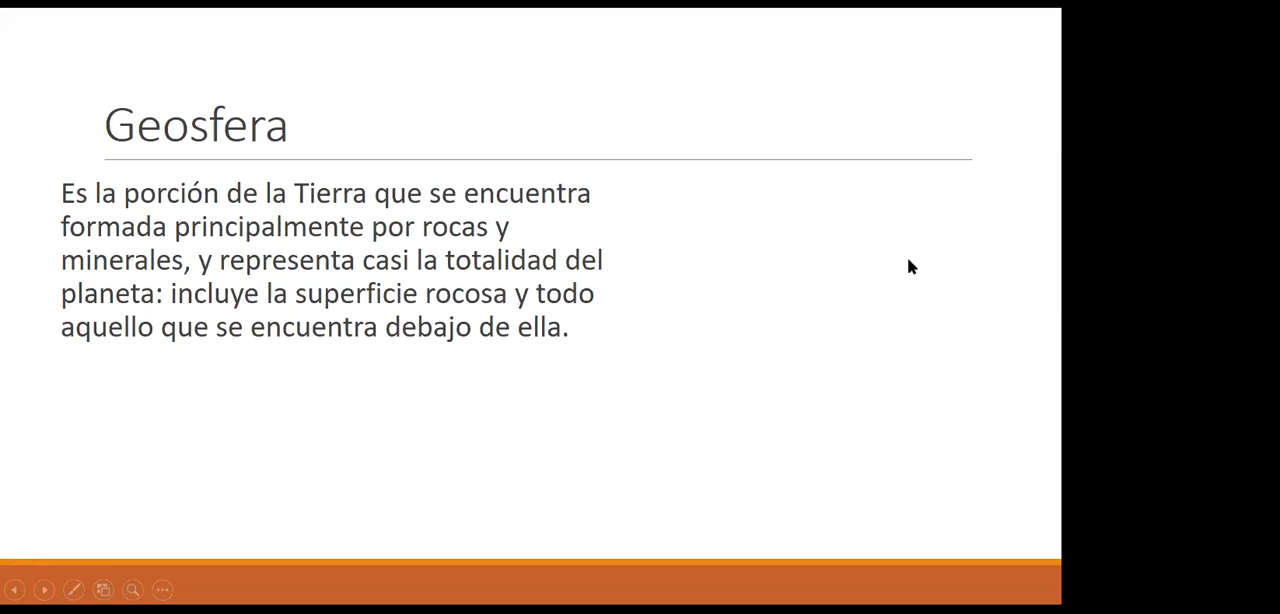 Geosfera
Es la porción de la Tierra que se encuentra
formada principalmente por rocas y
minerales, y representa casi la totalidad del
planeta: incluye la superficie rocosa y todo
aquello que se encuentra debajo de ella.